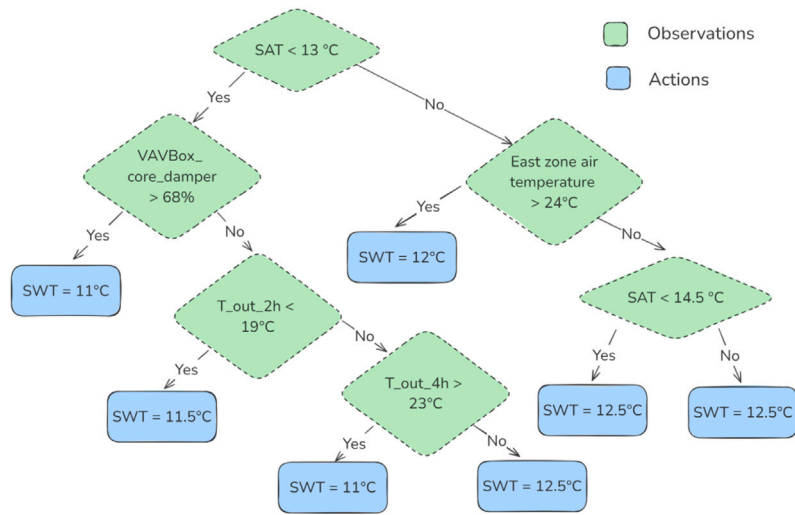 SAT < 13 °C
Observations
Actions
Yes
No
VAVBox_
core_damper
> 68%
East zone air
temperature
> 24°C
Yes
No
Yes
No
SWT = 11°C
SWT = 12°C
T_out_2h <
19°C
SAT < 14.5 °C
Yes
No
Yes
No
SWT = 11.5°C
T_out_4h >
23°C
SWT = 12.5°C
SWT = 12.5°C
Yes
No
SWT = 11°C
SWT = 12.5°C